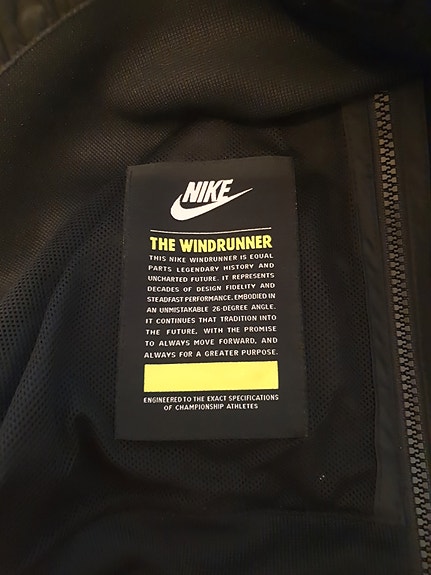 NIKE
THE WINDRUNNER
THIS NIKE WINDRUNNER IS EQUAL
PARTS LEGENDARY HISTORY AND
UNCHARTED FUTURE. IT REPRESENTS
DECADES OF DESIGN FIDELITY AND
STEADFAST PERFORMANCE, EMBODIED IN
AN UNMISTAKABLE 26-DEGREE ANGLE.
IT CONTINUES THAT TRADITION INTO
THE FUTURE, WITH THE PROMISE
TO ALWAYS MOVE FORWARD, AND
ALWAYS FOR A GREATER PURPOSE.
ENGINEERED TO THE EXACT SPECIFICATIONS
OF CHAMPIONSHIP ATHLETES